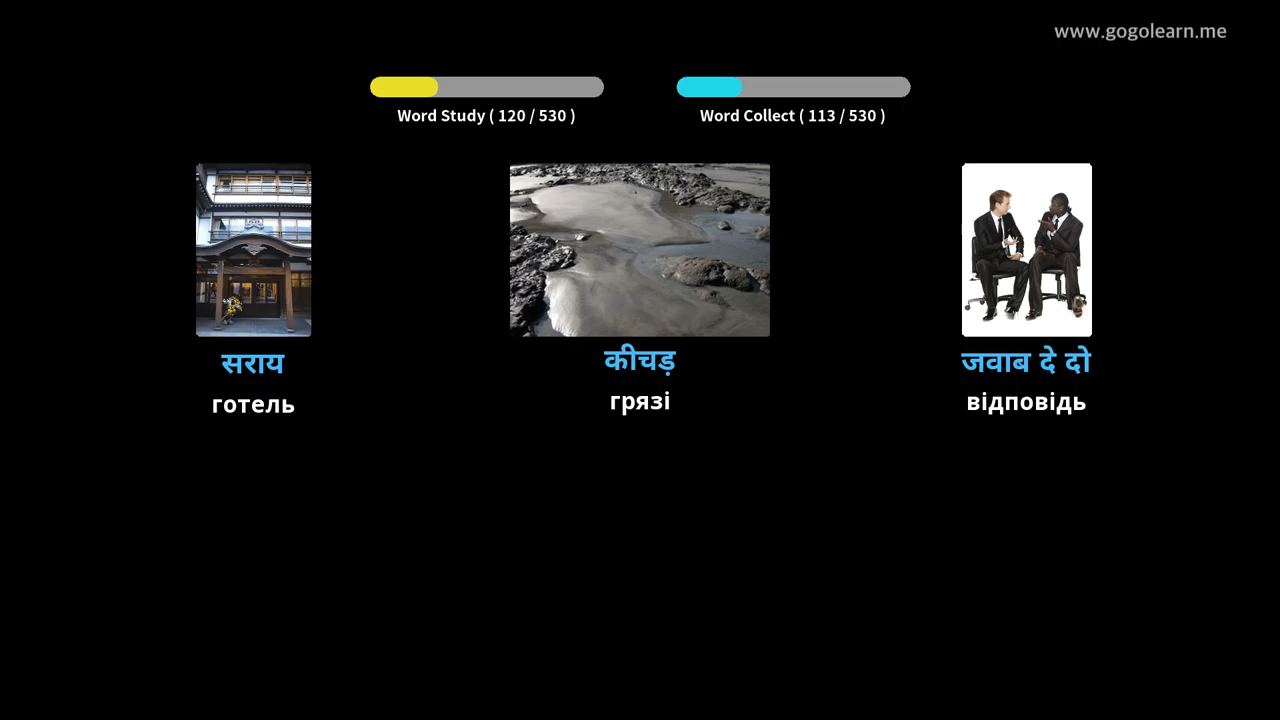 www.gogolearn.me
Word Study ( 120 / 530 )
Word Collect ( 113 / 530 )
सराय
कीचड़
जवाब दे दो
готель
грязі
відповідь